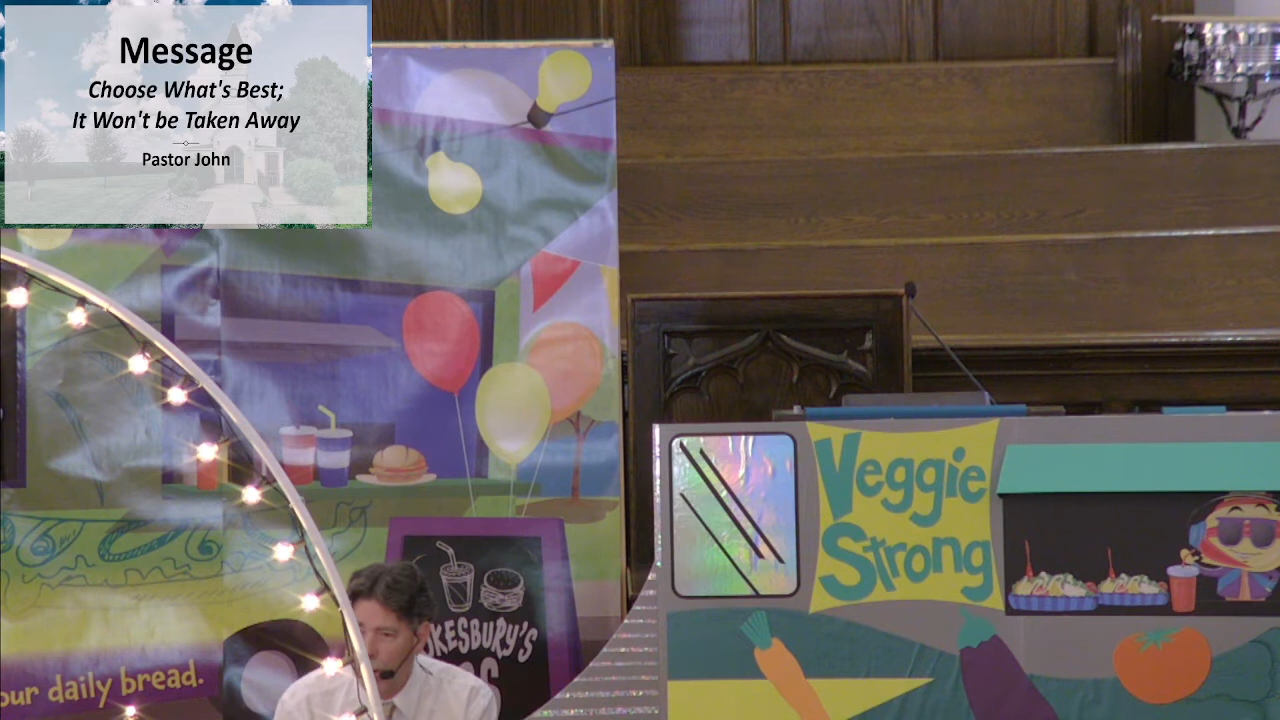 Message
Choose What's Best;
It Won't be Taken Away
Pastor John
Veggie
Strong
our daily bread.